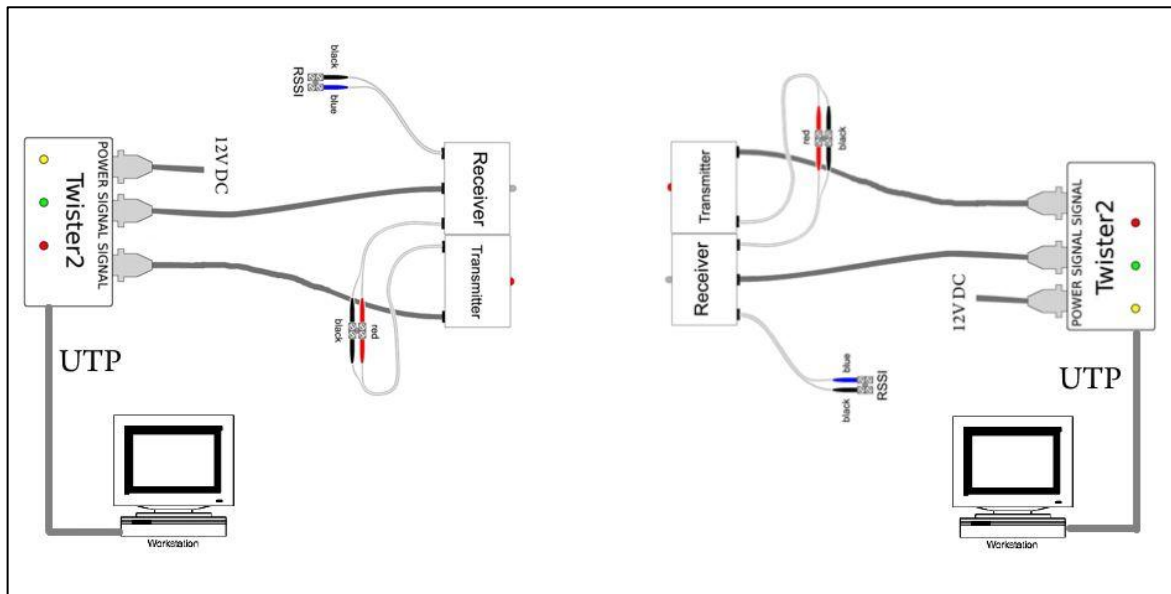 black
RSSI
blue
12V DC
POWER SIGNAL SIGNAL
Twister2
Receiver
Transmitter
black
red
UTP
Workstation
red
black
Transmitter
Receiver
POWER SIGNAL SIGNAL
Twister2
12V DC
blue
RSSI
black
UTP
Workstation